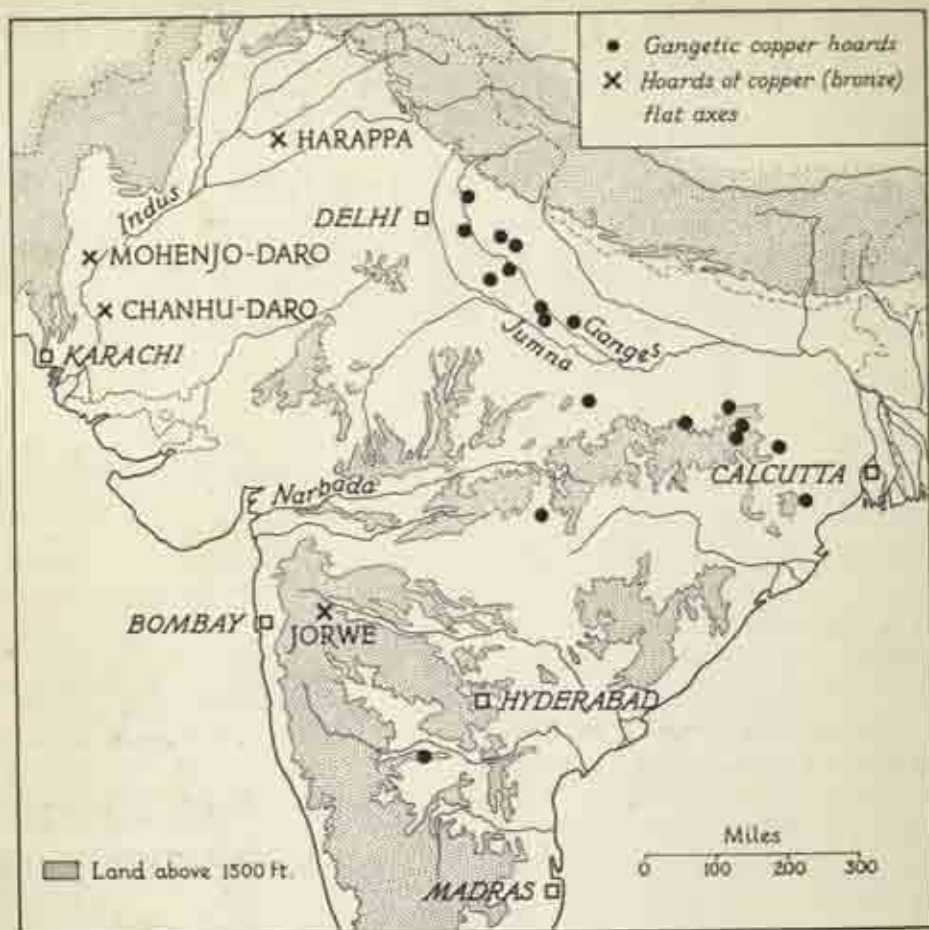 Gangetic copper hoards
Hoards of copper (bronze)
flat axes
HARAPPA
Indus
DELHI
MOHENJO-DARO
CHANHU-DARO
KARACHI
Jumna
Ganges
CALCUTTA
Narbada
BOMBAY
JORWE
HYDERABAD
Miles
Land above 1500 ft.
0 100 200 300
MADRAS